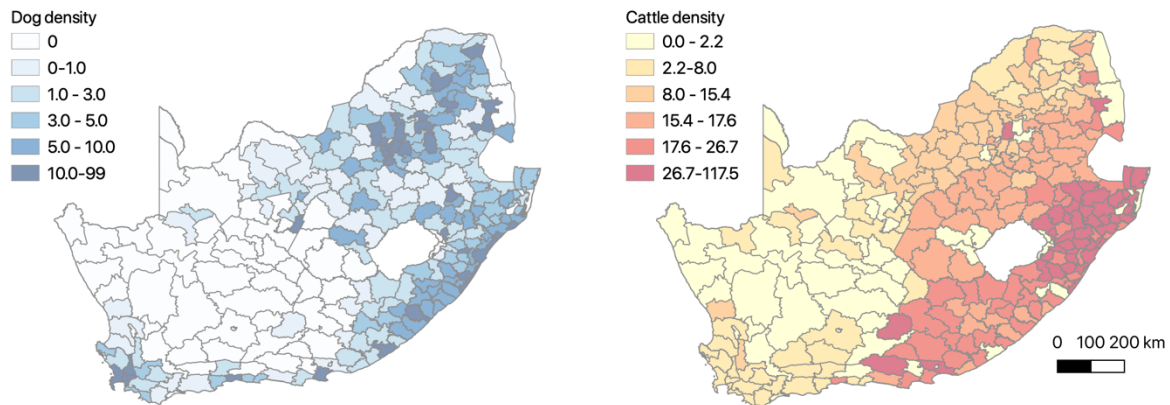 Dog density
0
0-1.0
1.0 - 3.0
3.0 - 5.0
5.0 - 10.0
10.0-99
Cattle density
0.0 - 2.2
2.2-8.0
8.0 - 15.4
15.4 - 17.6
17.6 - 26.7
26.7-117.5
0 100 200 km